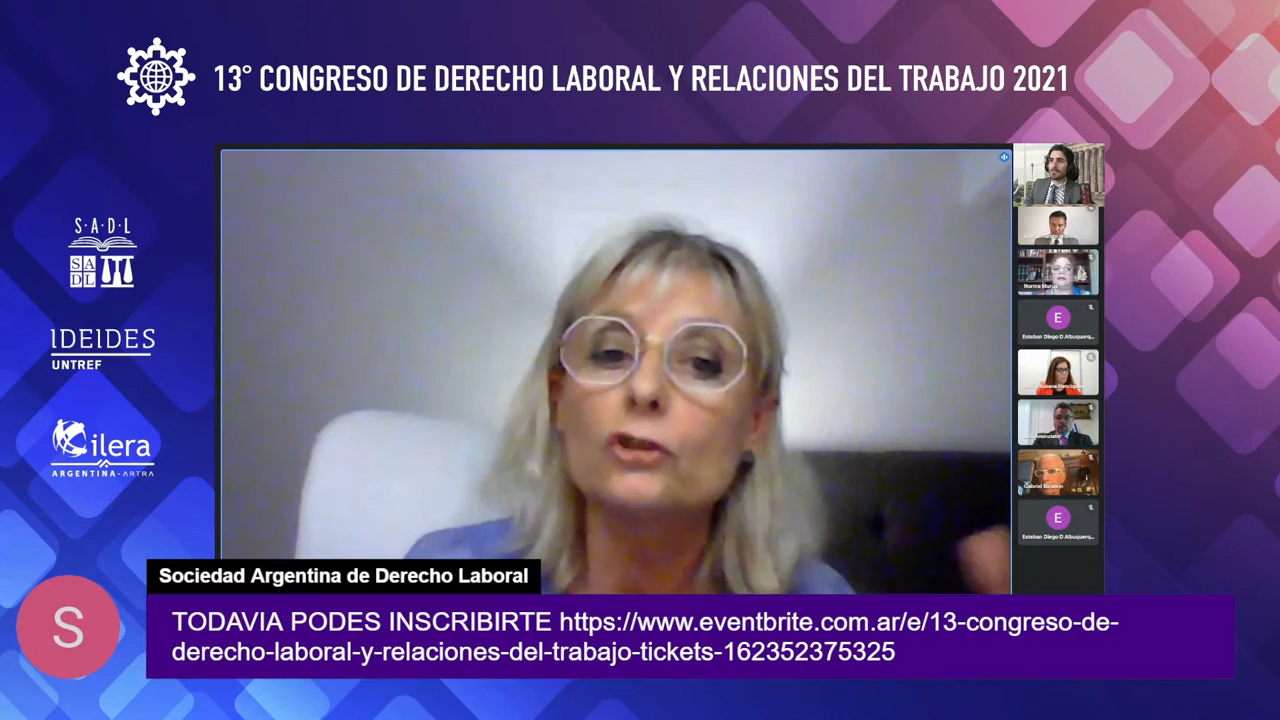 13° CONGRESO DE DERECHO LABORAL Y RELACIONES DEL TRABAJO 2021
S·A·D·L
SA
DL
IDEIDES
UNTREF
Cilera
ARGENTINA-ARTRA
Norma Murua
E
Esteban Diego D Albuquerq...
Gabriel Binstein
E
Esteban Diego D Albuquerq...
Sociedad Argentina de Derecho Laboral
S
TODAVIA PODES INSCRIBIRTE https://www.eventbrite.com.ar/e/13-congreso-de-
derecho-laboral-y-relaciones-del-trabajo-tickets-162352375325